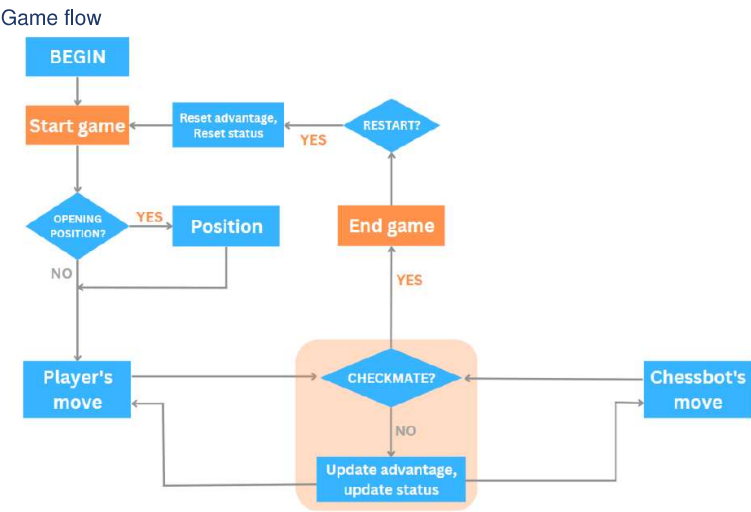 Game flow
BEGIN
Start game
Reset advantage,
Reset status
YES
RESTART?
OPENING
POSITION?
YES
Position
End game
NO
YES
Player's
move
CHECKMATE?
Chessbot's
move
NO
Update advantage,
update status